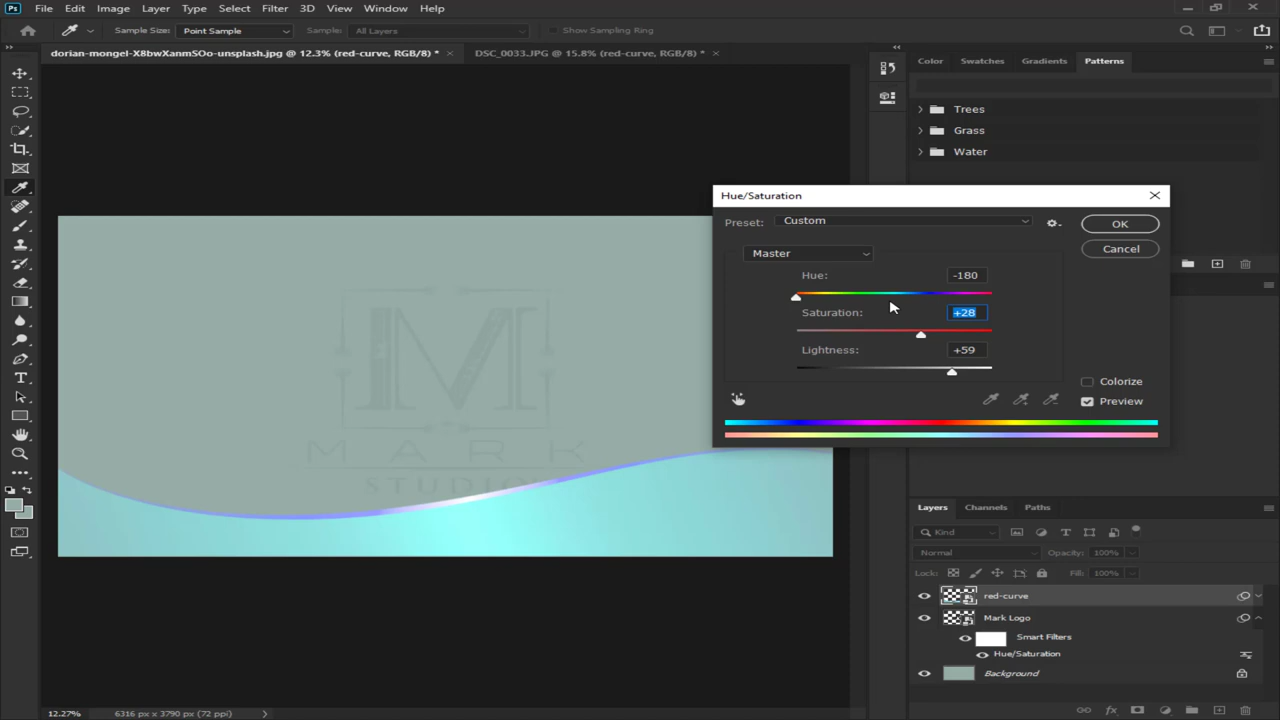 Ps File Edit Image Layer Type Select Filter 3D View Window Help
Sample Size: Point Sample Sample: All Layers Show Sampling Ring
dorian-mongel-X8bwXanmSOo-unsplash.jpg @ 12.3% (red-curve, RGB/8) * × DSC_0033.JPG @ 15.8% (red-curve, RGB/8) * ×
Color Swatches Gradients Patterns
Trees
Grass
Water
Hue/Saturation
Preset: Custom
OK
Master
Cancel
Hue: -180
Saturation: +28
Lightness: +59
Colorize
Preview
M
MARK
STUDIOS
Layers Channels Paths
Kind
Normal Opacity: 100%
Lock: Fill: 100%
red-curve
Mark Logo
Smart Filters
Hue/Saturation
Background
fx
12.27% 6316 px x 3790 px (72 ppi)